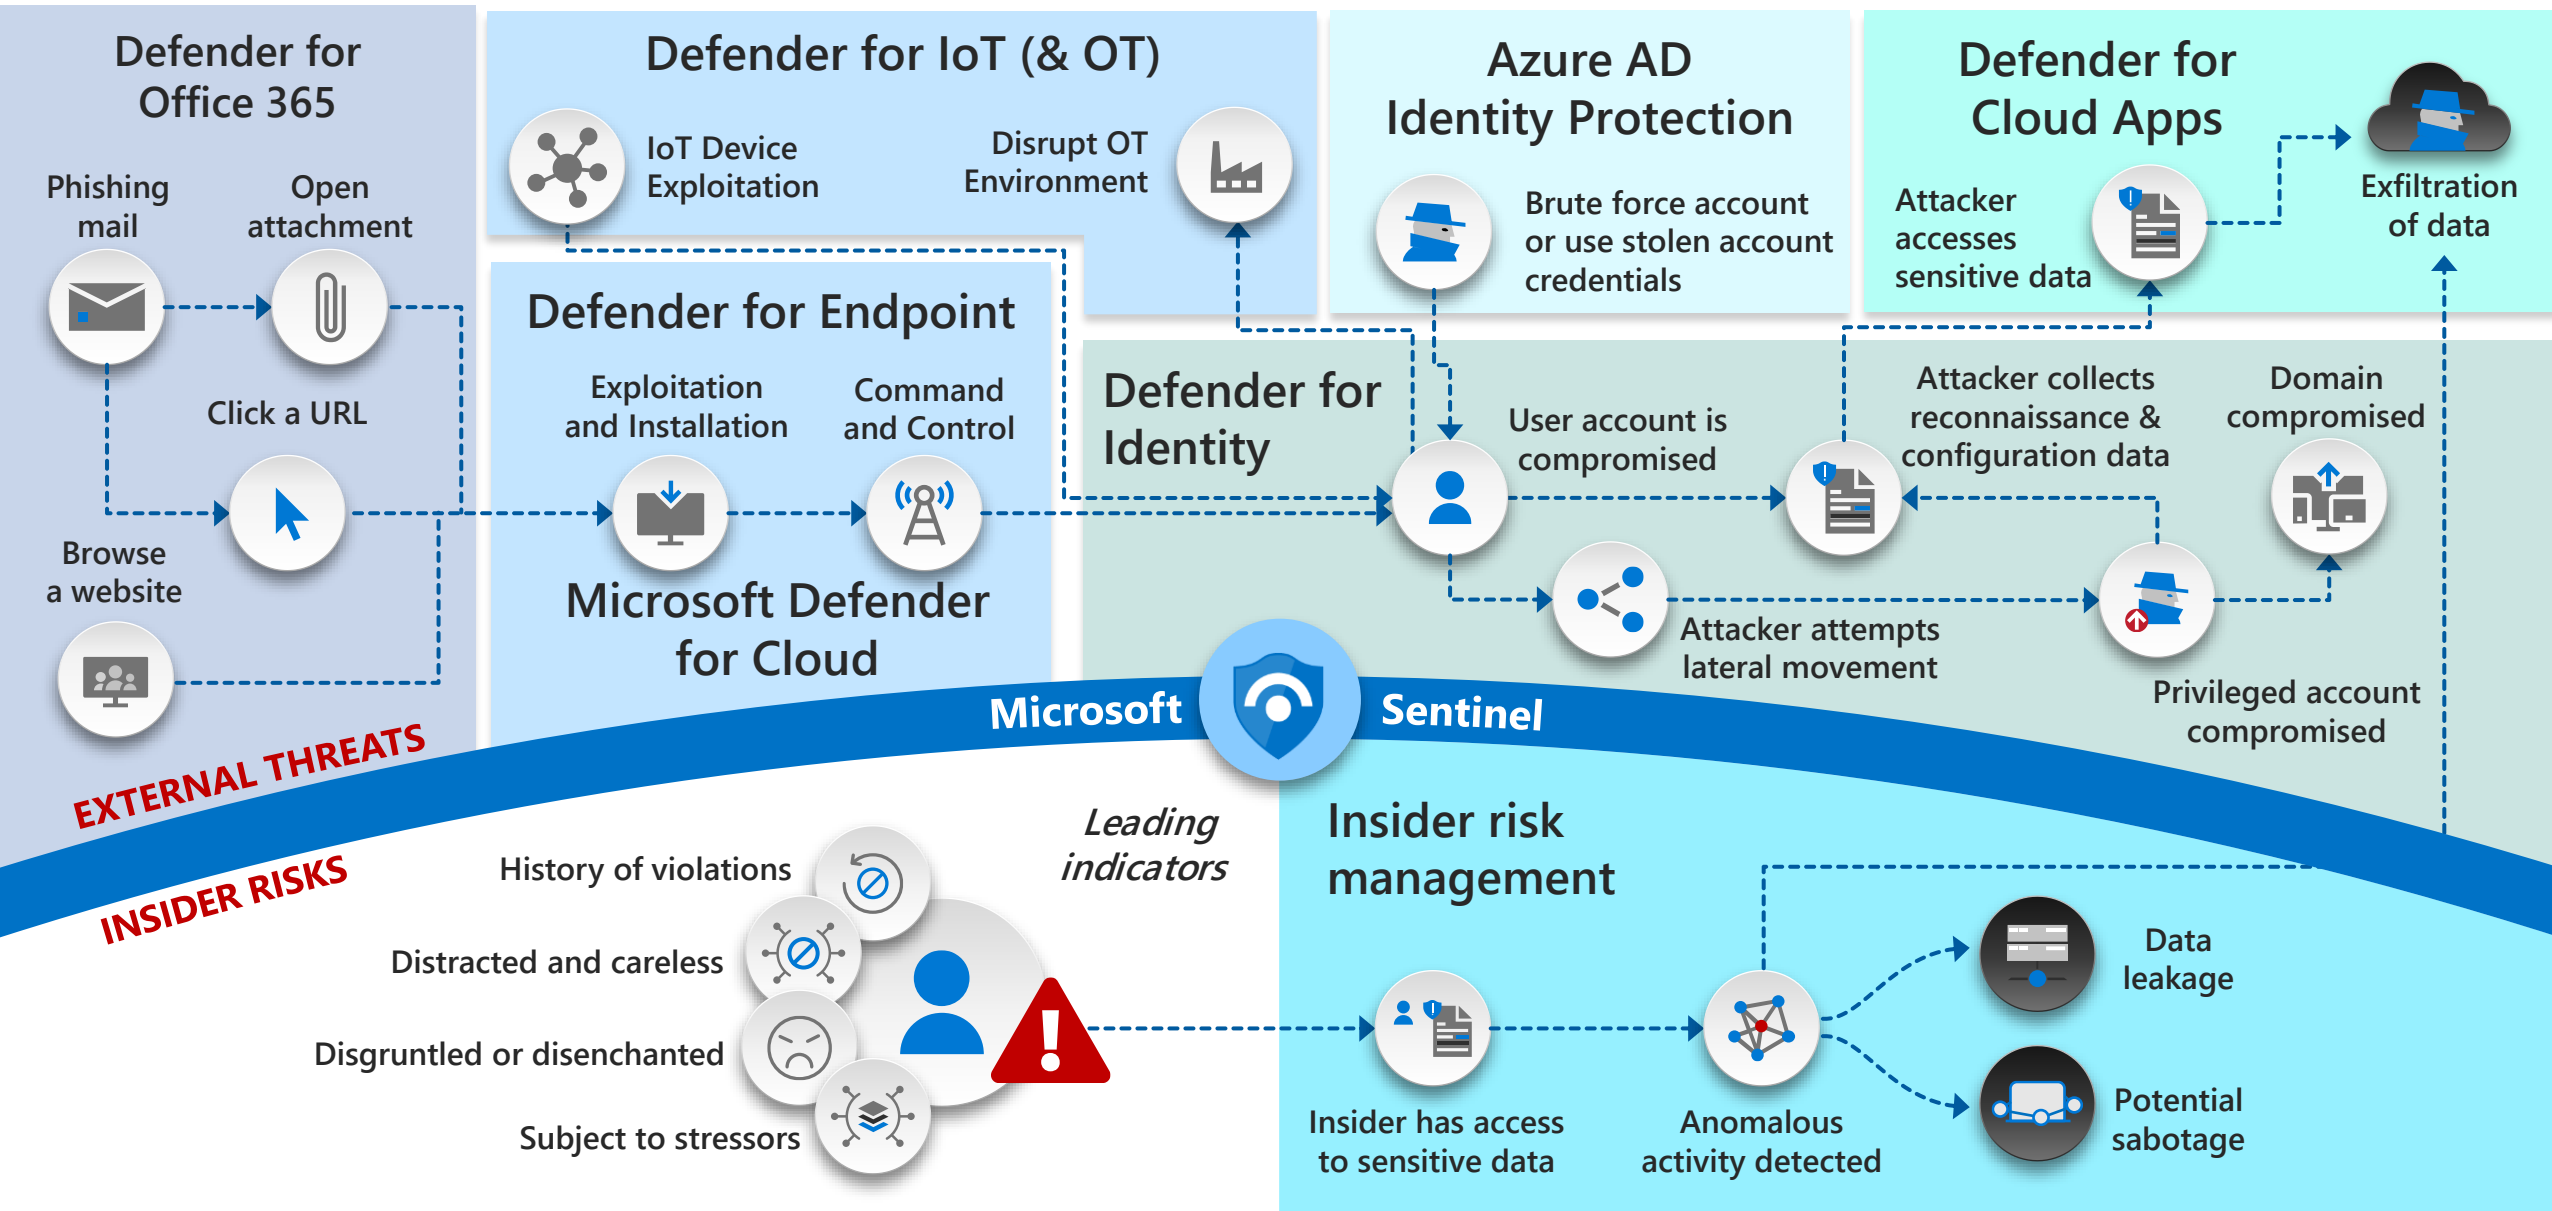 Defender for
Office 365
Phishing
mail
Open
attachment
Click a URL
Browse
a website
Defender for IoT (& OT)
IoT Device
Exploitation
Disrupt OT
Environment
Defender for Endpoint
Exploitation
and Installation
Command
and Control
Microsoft Defender
for Cloud
Azure AD
Identity Protection
Brute force account
or use stolen account
credentials
Defender for
Cloud Apps
Attacker
accesses
sensitive data
Exfiltration
of data
Defender for
Identity
User account is
compromised
Attacker collects
reconnaissance &
configuration data
Domain
compromised
Attacker attempts
lateral movement
Privileged account
compromised
Microsoft Sentinel
EXTERNAL THREATS
INSIDER RISKS
Leading
indicators
History of violations
Distracted and careless
Disgruntled or disenchanted
Subject to stressors
Insider risk
management
Insider has access
to sensitive data
Anomalous
activity detected
Data
leakage
Potential
sabotage